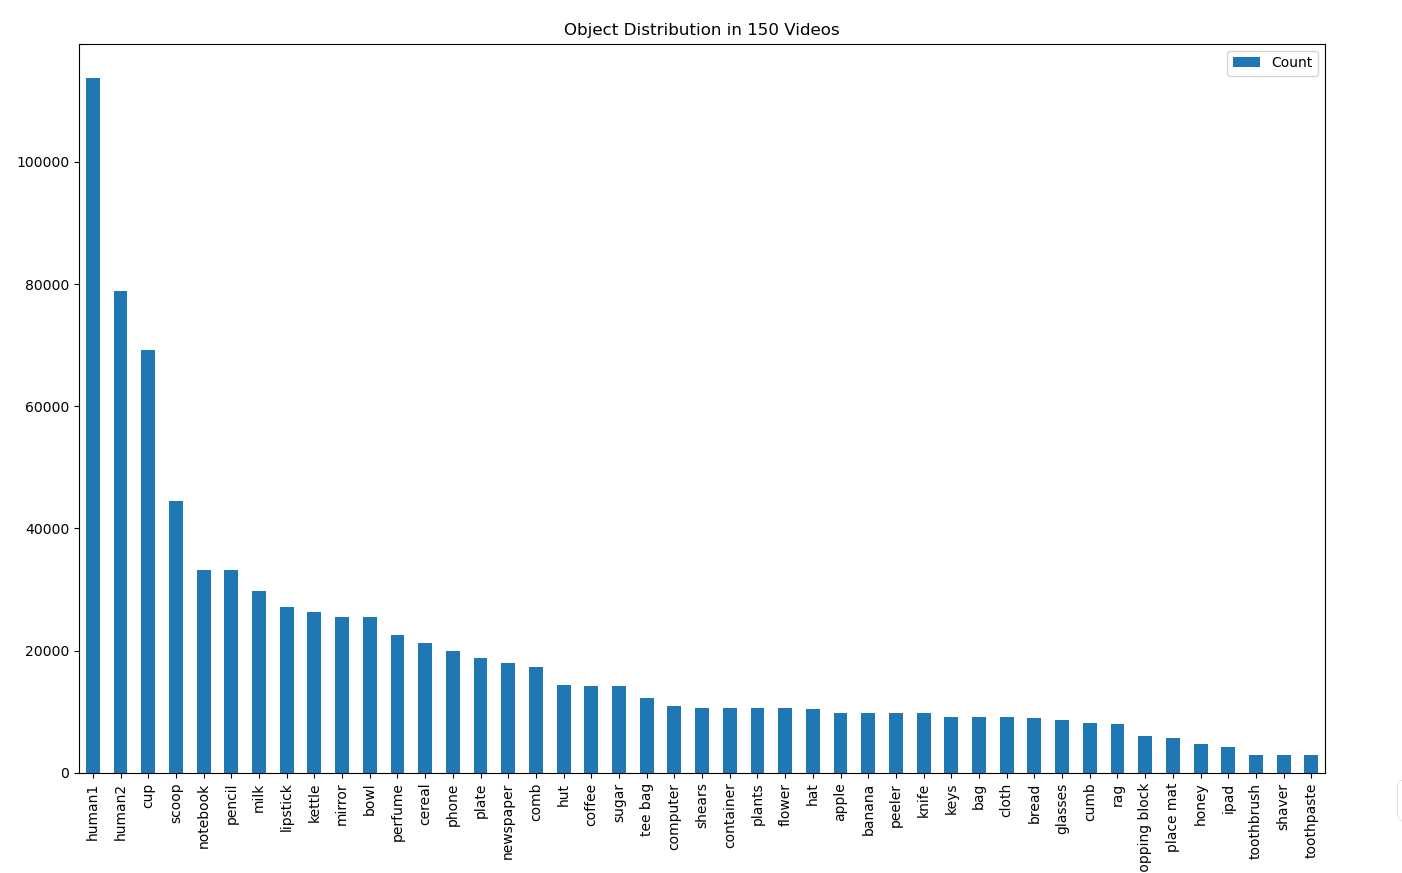 Object Distribution in 150 Videos
Count
100000
80000
60000
40000
20000
0
human1
human2
cup
scoop
notebook
pencil
milk
lipstick
kettle
mirror
bowl
perfume
cereal
phone
plate
newspaper
comb
hut
coffee
sugar
tee bag
computer
shears
container
plants
flower
hat
apple
banana
peeler
knife
keys
bag
cloth
bread
glasses
cumb
rag
opping block
place mat
honey
ipad
toothbrush
shaver
toothpaste